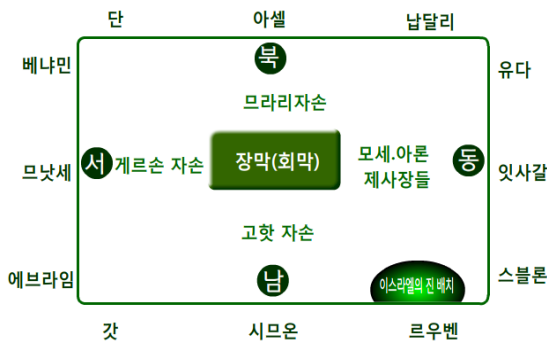 단 아셀 납달리
베냐민 북 유다
므라리자손
므낫세 서 게르손 자손 장막(회막) 모세.아론 동 잇사갈
제사장들
고핫 자손
에브라임 남 이스라엘의 진 배치 스불론
갓 시므온 르우벤